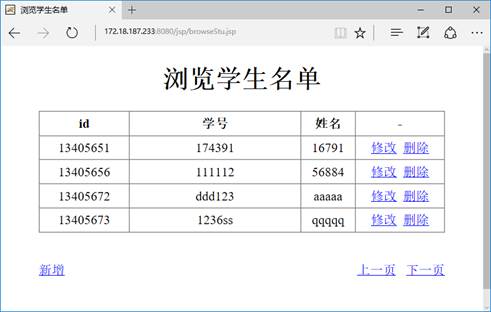 浏览学生名单
172.18.187.233:8080/jsp/browseStu.jsp
浏览学生名单
id 学号 姓名 -
13405651 174391 16791 修改 删除
13405656 111112 56884 修改 删除
13405672 ddd123 aaaaa 修改 删除
13405673 1236ss qqqqq 修改 删除
新增 上一页 下一页